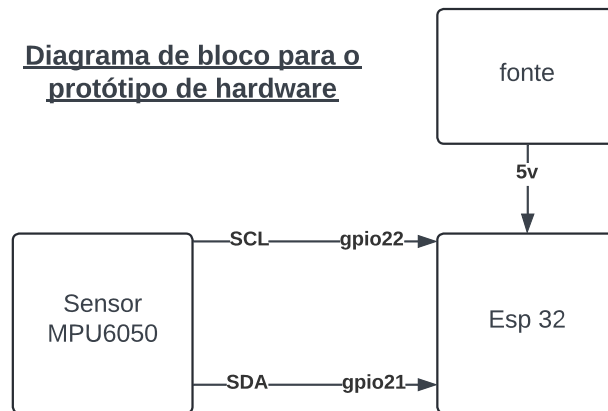 Diagrama de bloco para o
protótipo de hardware
fonte
5v
SCL
gpio22
Sensor
MPU6050
Esp 32
SDA
gpio21